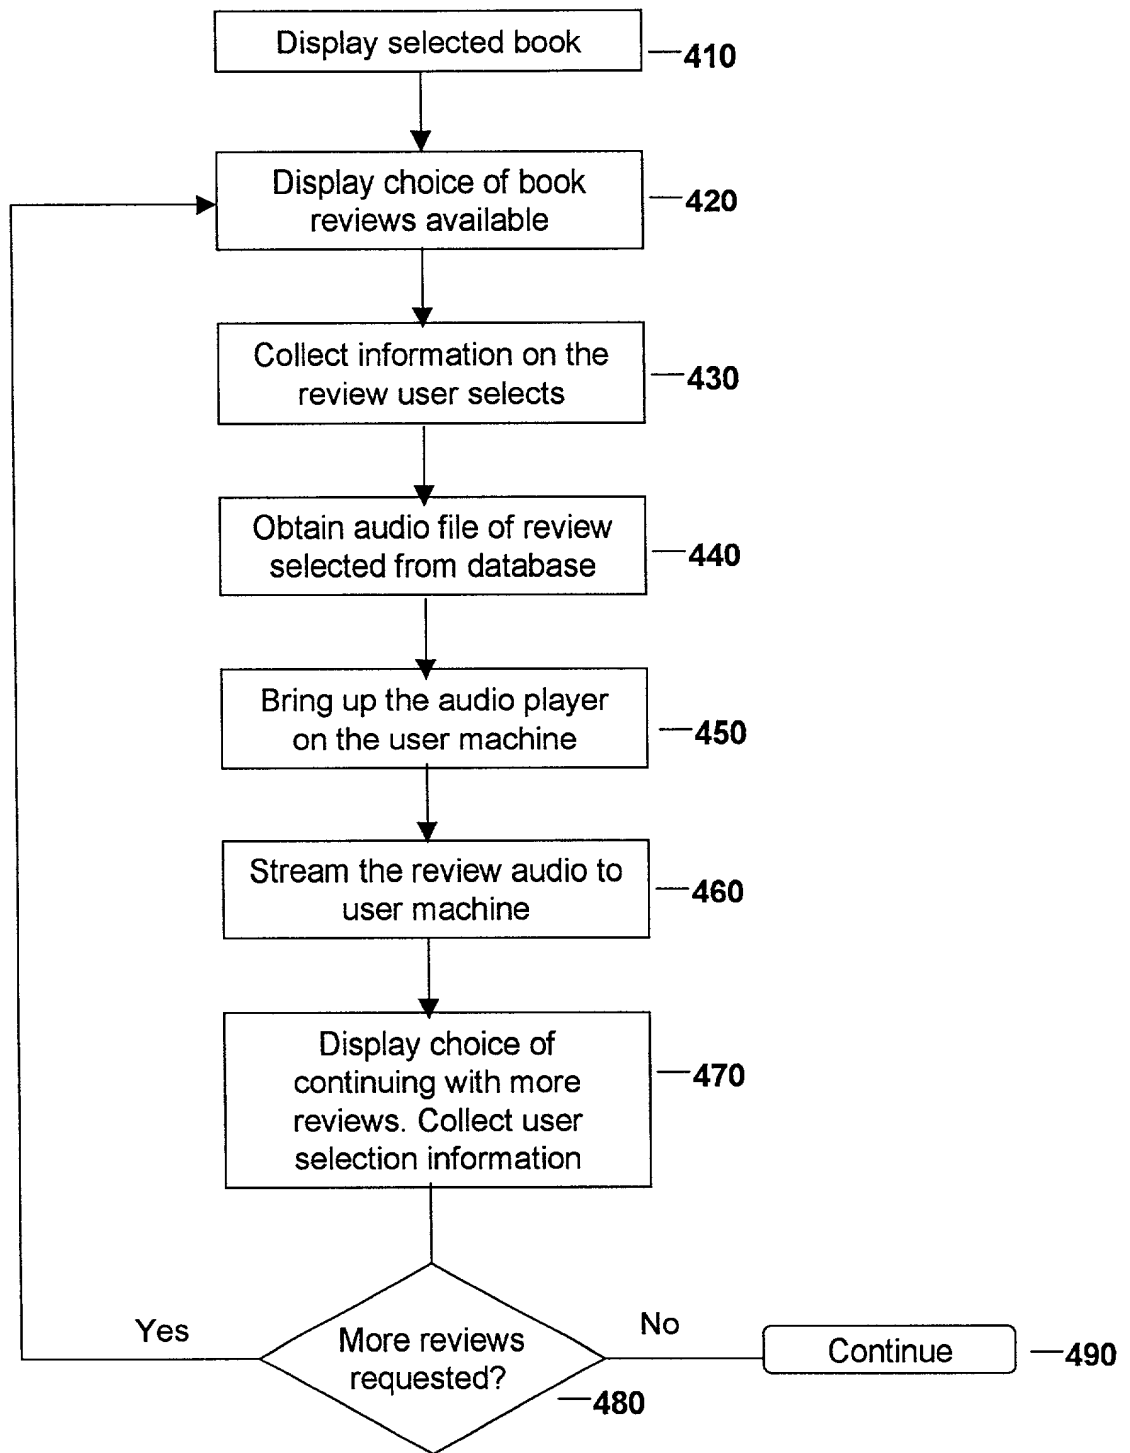 Display selected book
410
Display choice of book
reviews available
420
Collect information on the
review user selects
430
Obtain audio file of review
selected from database
440
Bring up the audio player
on the user machine
450
Stream the review audio to
user machine
460
Display choice of
continuing with more
reviews. Collect user
selection information
470
Yes
More reviews
requested?
480
No
Continue
490